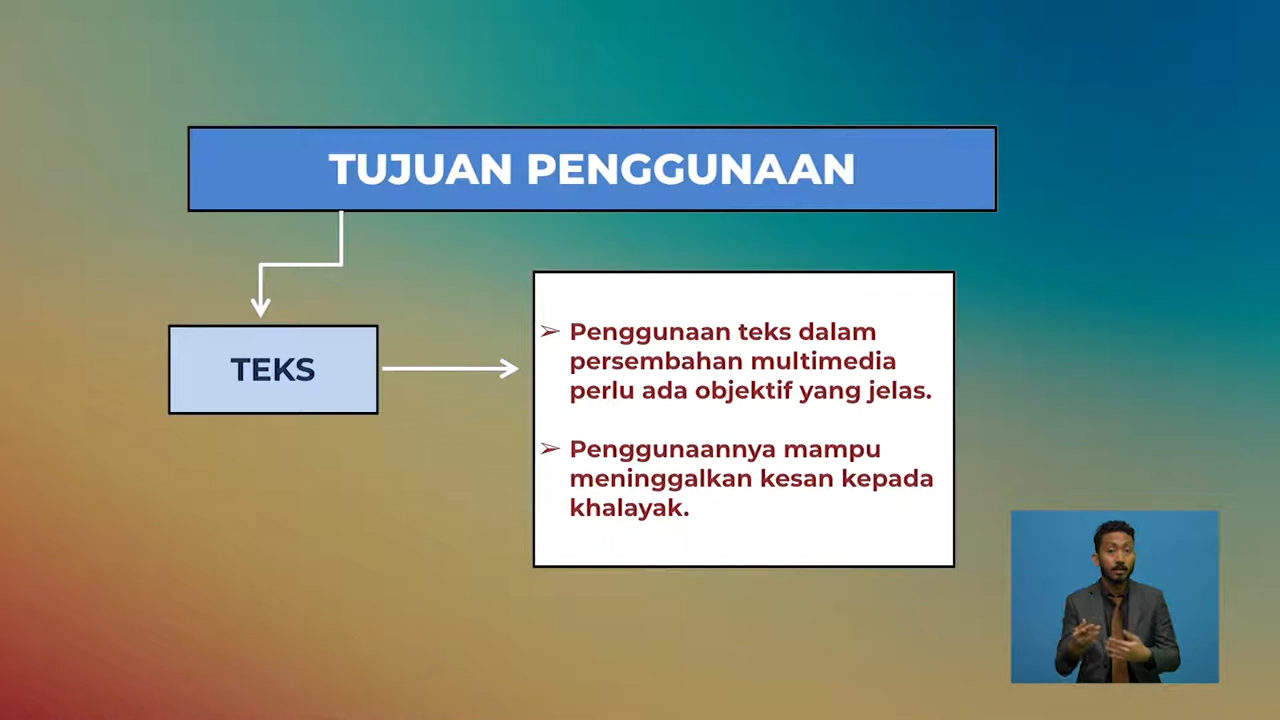 TUJUAN PENGGUNAAN
TEKS
➢ Penggunaan teks dalam
persembahan multimedia
perlu ada objektif yang jelas.
➢ Penggunaannya mampu
meninggalkan kesan kepada
khalayak.